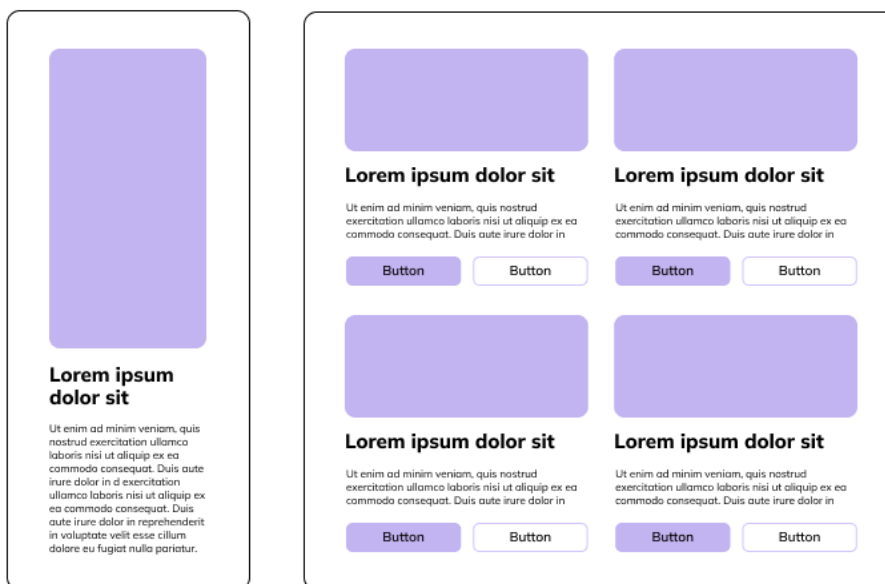 Lorem ipsum
dolor sit
Ut enim ad minim veniam, quis
nostrud exercitation ullamco
laboris nisi ut aliquip ex ea
commodo consequat. Duis aute
irure dolor in d exercitation
ullamco laboris nisi ut aliquip ex
ea commodo consequat. Duis
aute irure dolor in reprehenderit
in voluptate velit esse cillum
dolore eu fugiat nulla pariatur.
Lorem ipsum dolor sit
Ut enim ad minim veniam, quis nostrud
exercitation ullamco laboris nisi ut aliquip ex ea
commodo consequat. Duis aute irure dolor in
Button
Button
Lorem ipsum dolor sit
Ut enim ad minim veniam, quis nostrud
exercitation ullamco laboris nisi ut aliquip ex ea
commodo consequat. Duis aute irure dolor in
Button
Button
Lorem ipsum dolor sit
Ut enim ad minim veniam, quis nostrud
exercitation ullamco laboris nisi ut aliquip ex ea
commodo consequat. Duis aute irure dolor in
Button
Button
Lorem ipsum dolor sit
Ut enim ad minim veniam, quis nostrud
exercitation ullamco laboris nisi ut aliquip ex ea
commodo consequat. Duis aute irure dolor in
Button
Button